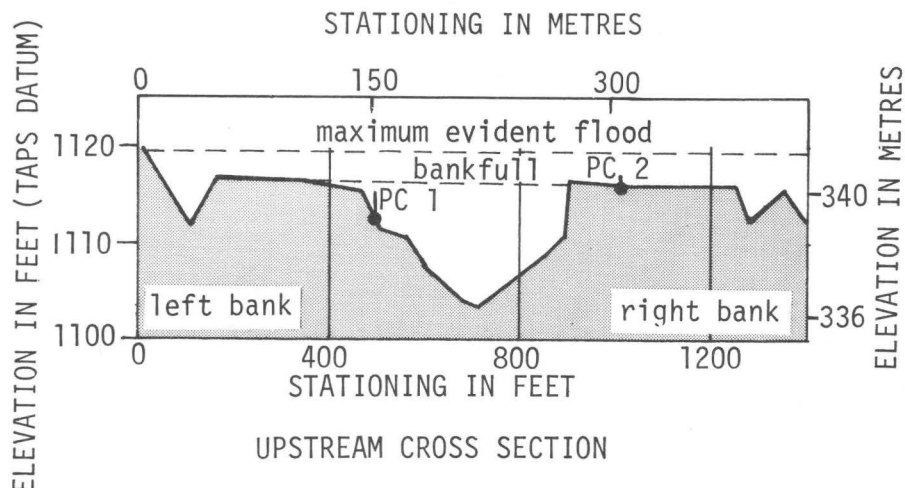 STATIONING IN METRES
0 150 300
ELEVATION IN FEET (TAPS DATUM)
1120
1110
1100
maximum evident flood
bankfull
PC 1
PC 2
left bank
right bank
340
336
ELEVATION IN METRES
0 400 800 1200
STATIONING IN FEET
UPSTREAM CROSS SECTION